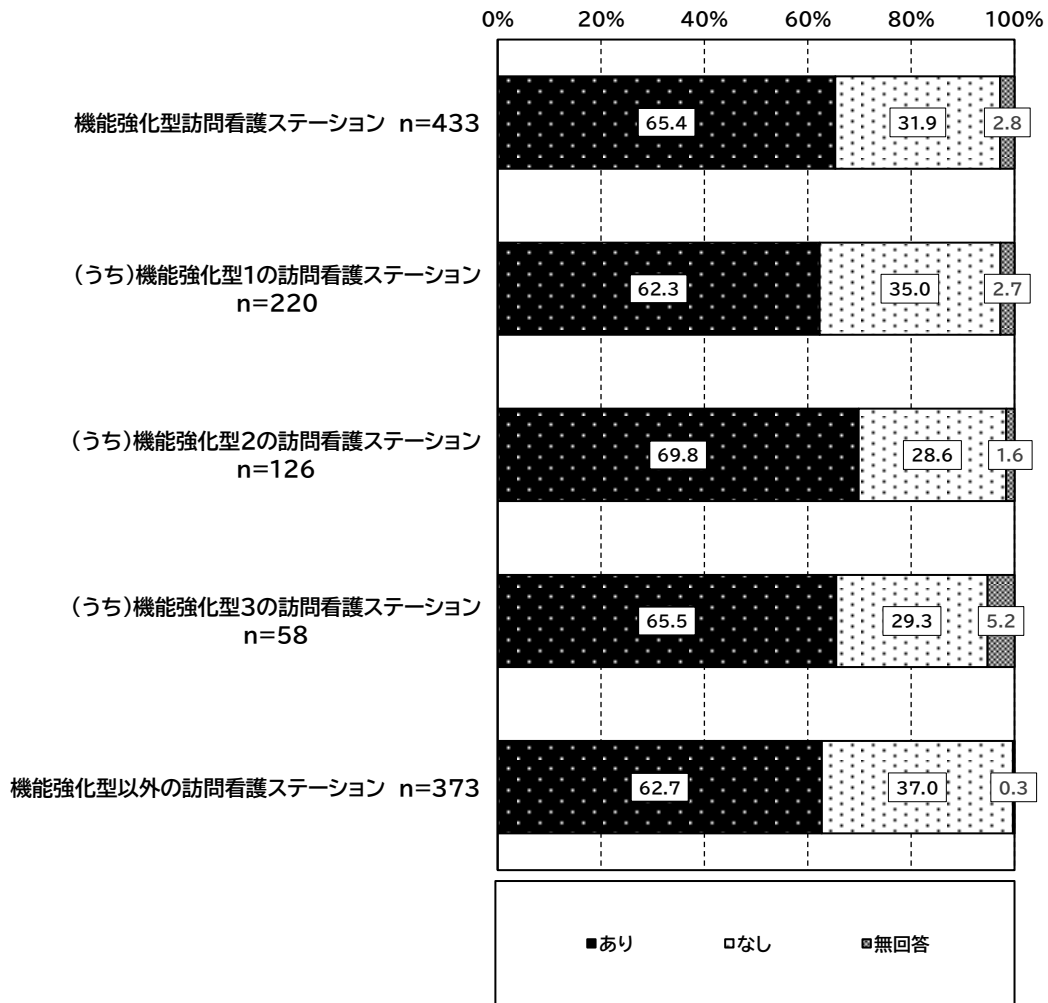 0% 20% 40% 60% 80% 100%
機能強化型訪問看護ステーション n=433
65.4 31.9 2.8
(うち)機能強化型1の訪問看護ステーション
n=220
62.3 35.0 2.7
(うち)機能強化型2の訪問看護ステーション
n=126
69.8 28.6 1.6
(うち)機能強化型3の訪問看護ステーション
n=58
65.5 29.3 5.2
機能強化型以外の訪問看護ステーション n=373
62.7 37.0 0.3
あり なし 無回答